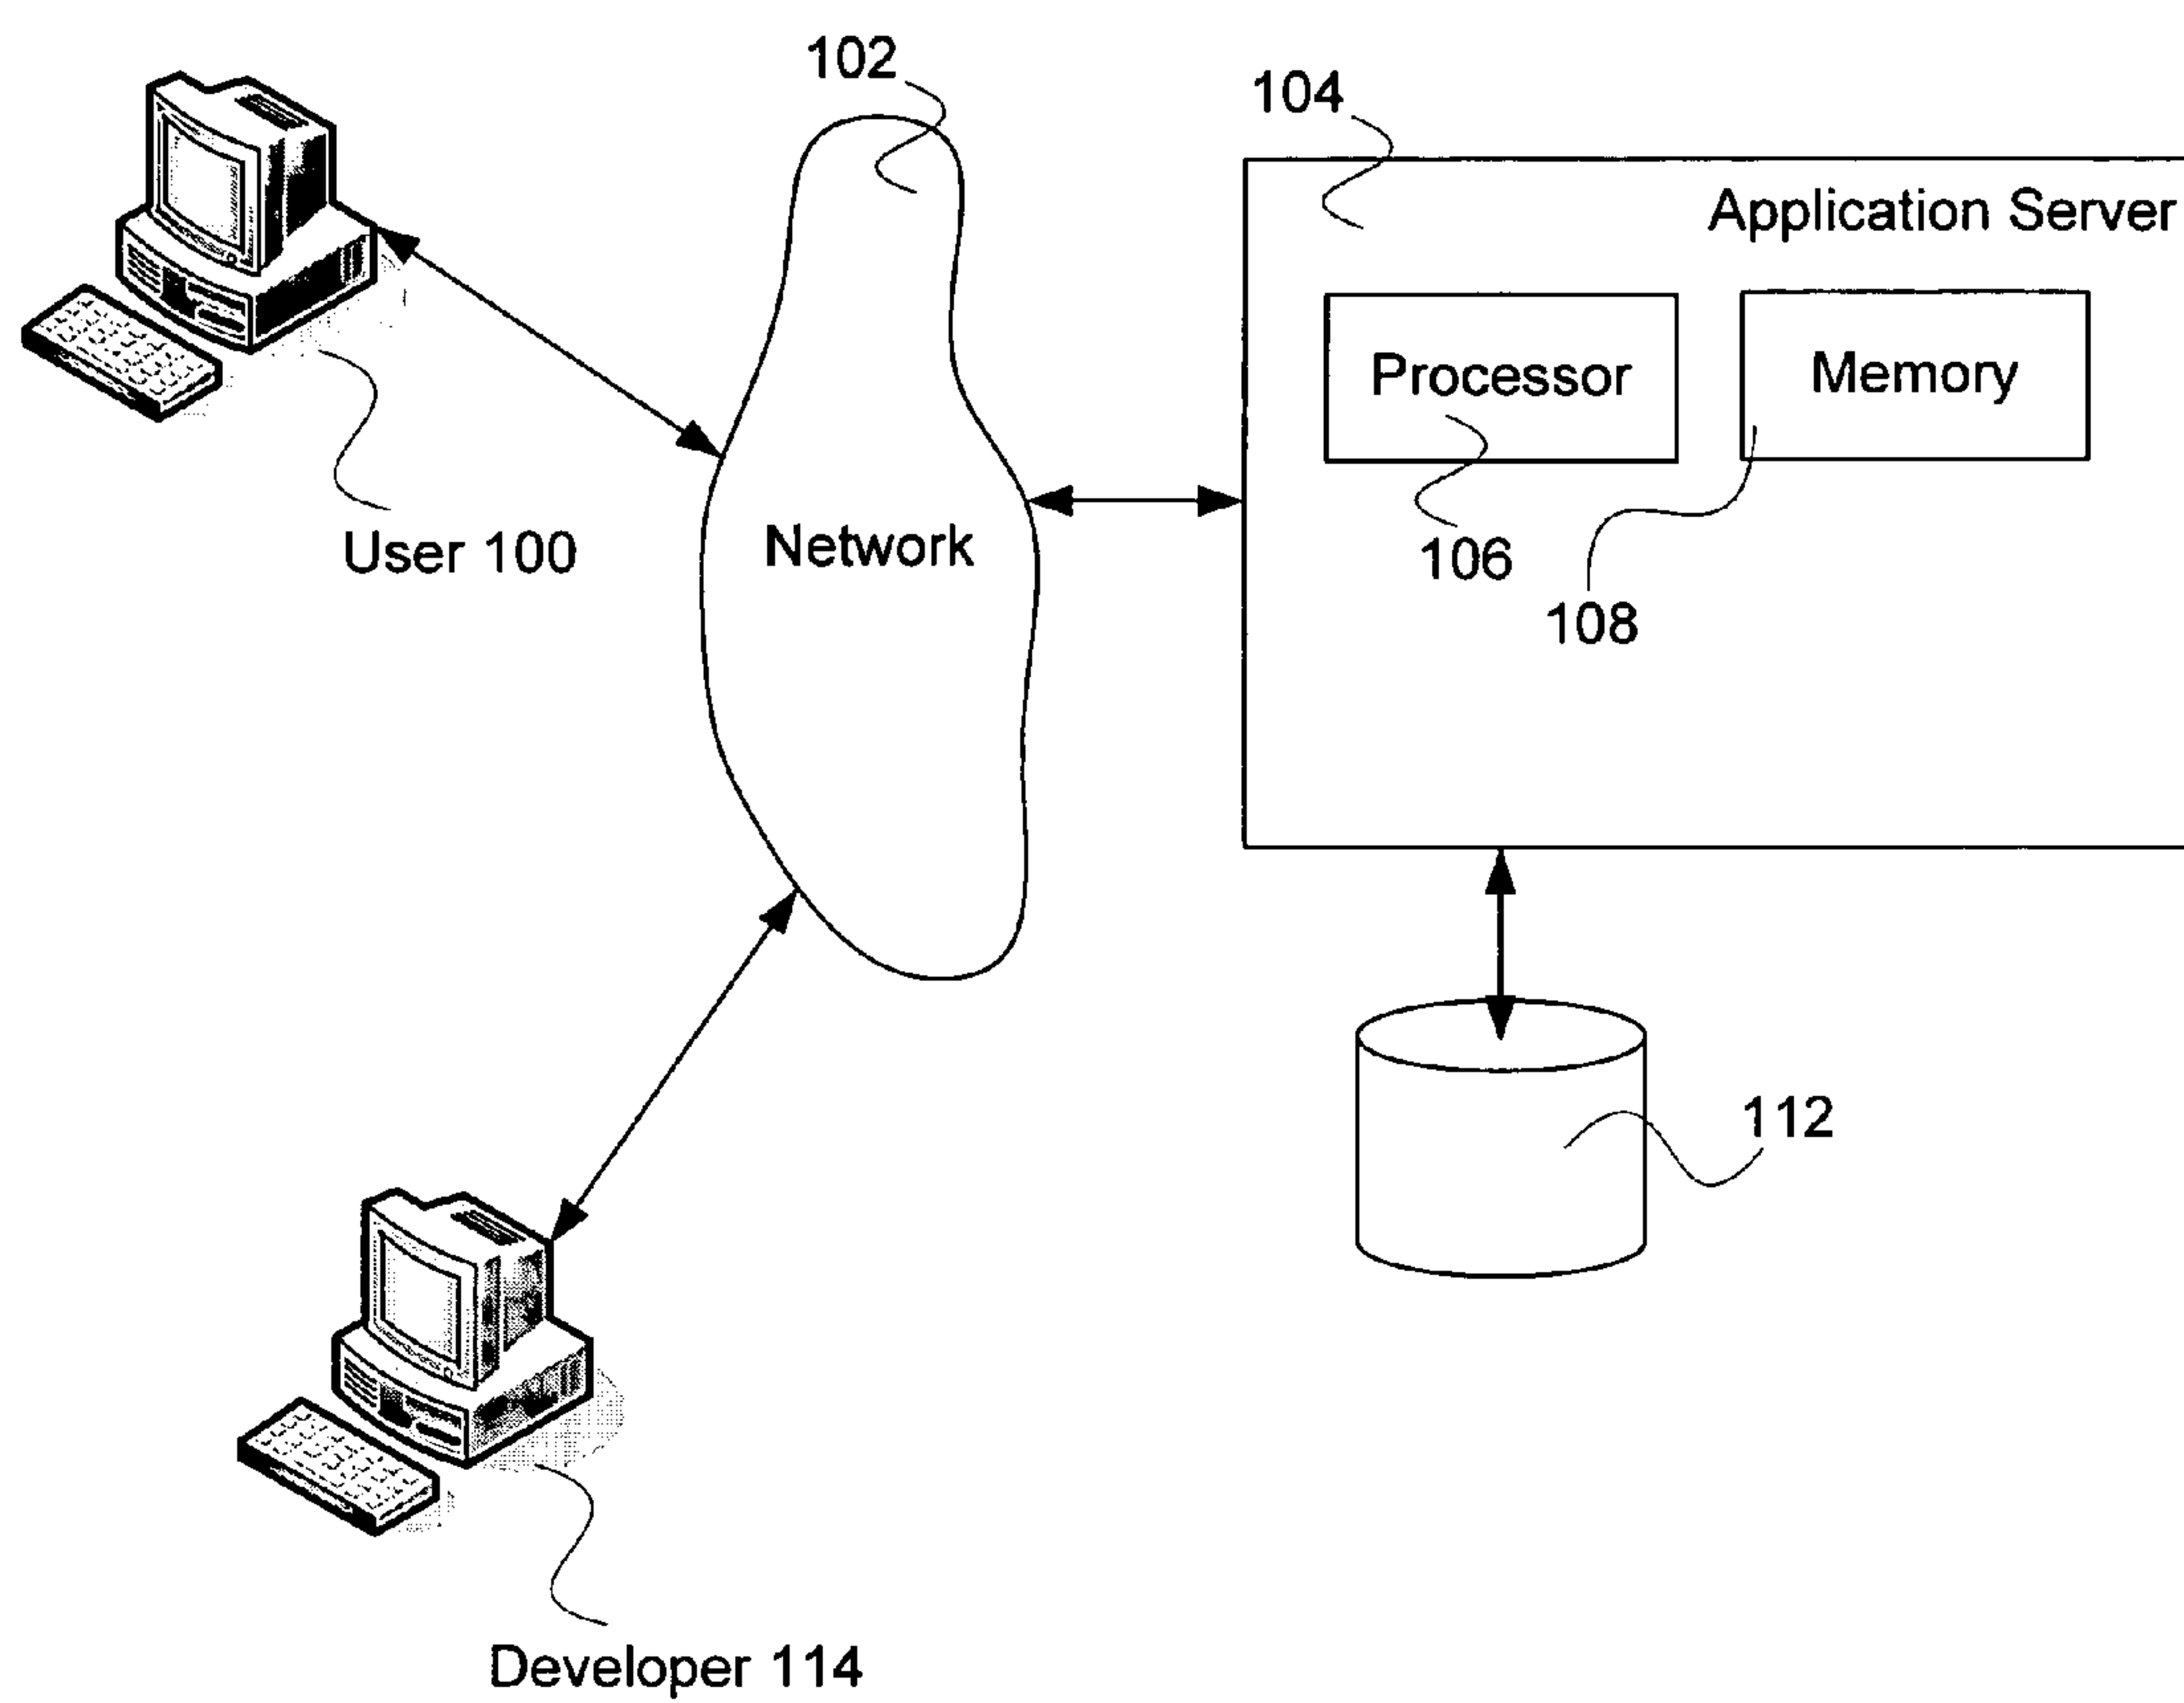 102
104
Application Server
Processor
Memory
User 100
Network
106
108
112
Developer 114